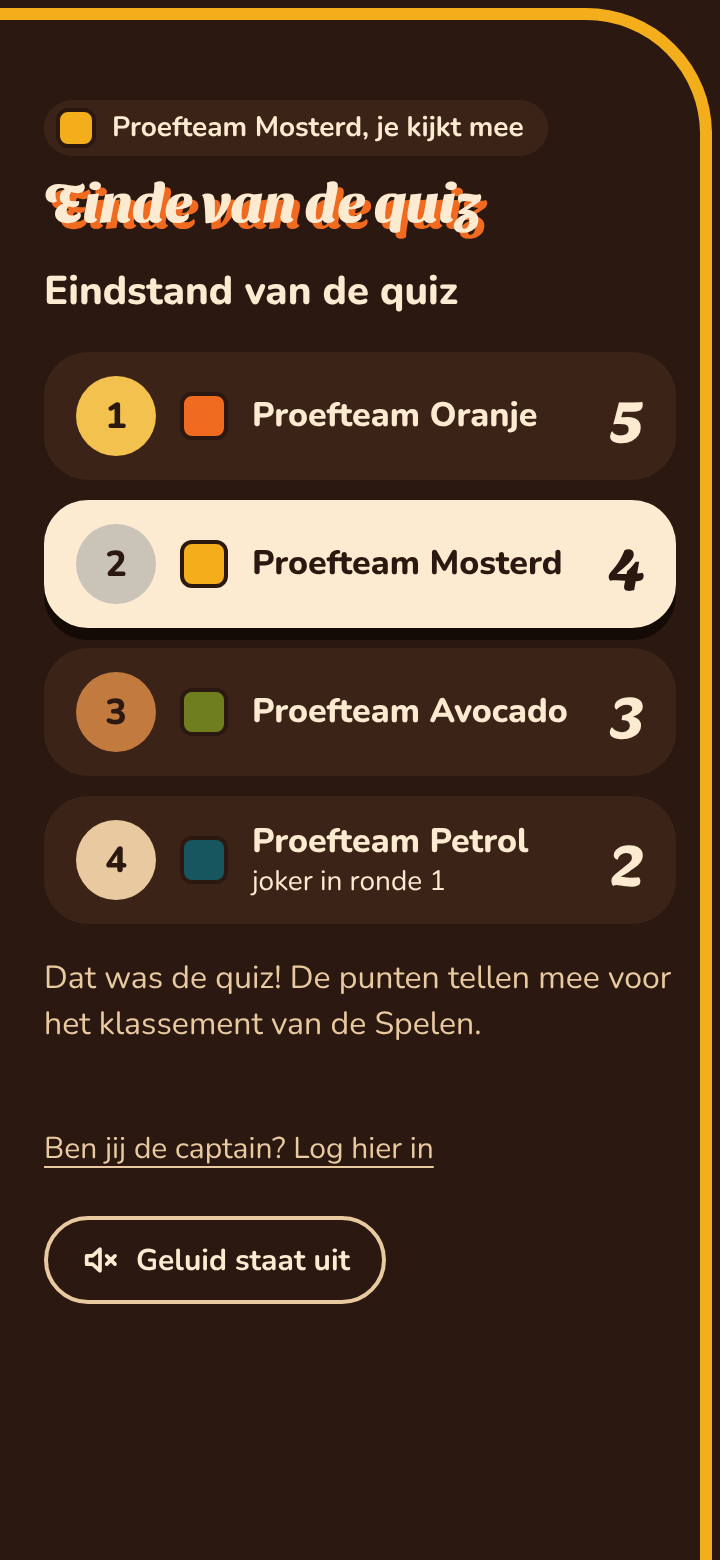 Proefteam Mosterd, je kijkt mee
Einde van de quiz
Eindstand van de quiz
1 Proefteam Oranje 5
2 Proefteam Mosterd 4
3 Proefteam Avocado 3
4 Proefteam Petrol 2
joker in ronde 1
Dat was de quiz! De punten tellen mee voor
het klassement van de Spelen.
Ben jij de captain? Log hier in
Geluid staat uit